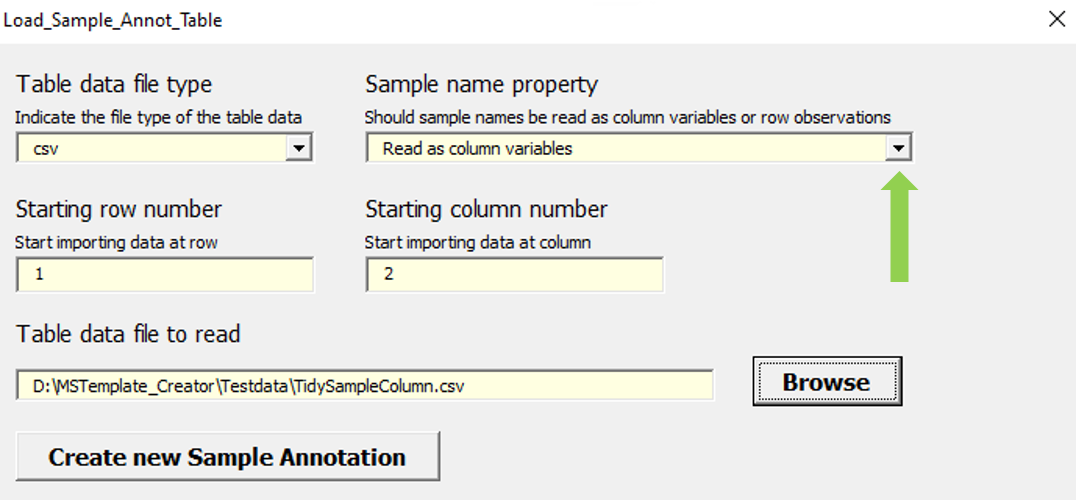 Load_Sample_Annot_Table
Table data file type
Indicate the file type of the table data
csv
Sample name property
Should sample names be read as column variables or row observations
Read as column variables
Starting row number
Start importing data at row
1
Starting column number
Start importing data at column
2
Table data file to read
D:\MSTemplate_Creator\Testdata\TidySampleColumn.csv
Browse
Create new Sample Annotation